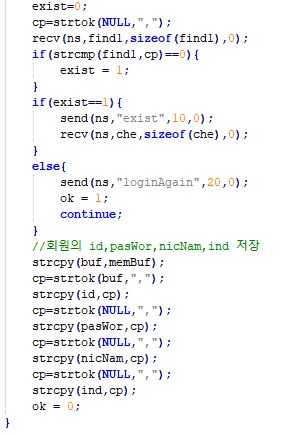 exist=0;
cp=strtok(NULL,",");
recv(ns,find1,sizeof(find1),0);
if(strcmp(find1,cp)==0){
exist = 1;
}
if(exist==1){
send(ns,"exist",10,0);
recv(ns,che,sizeof(che),0);
}
else{
send(ns,"loginAgain",20,0);
ok = 1;
continue;
}
//회원의 id,pasWor,nicNam,ind 저장
strcpy(buf,memBuf);
cp=strtok(buf,",");
strcpy(id,cp);
cp=strtok(NULL,",");
strcpy(pasWor,cp);
cp=strtok(NULL,",");
strcpy(nicNam,cp);
cp=strtok(NULL,",");
strcpy(ind,cp);
ok = 0;
}